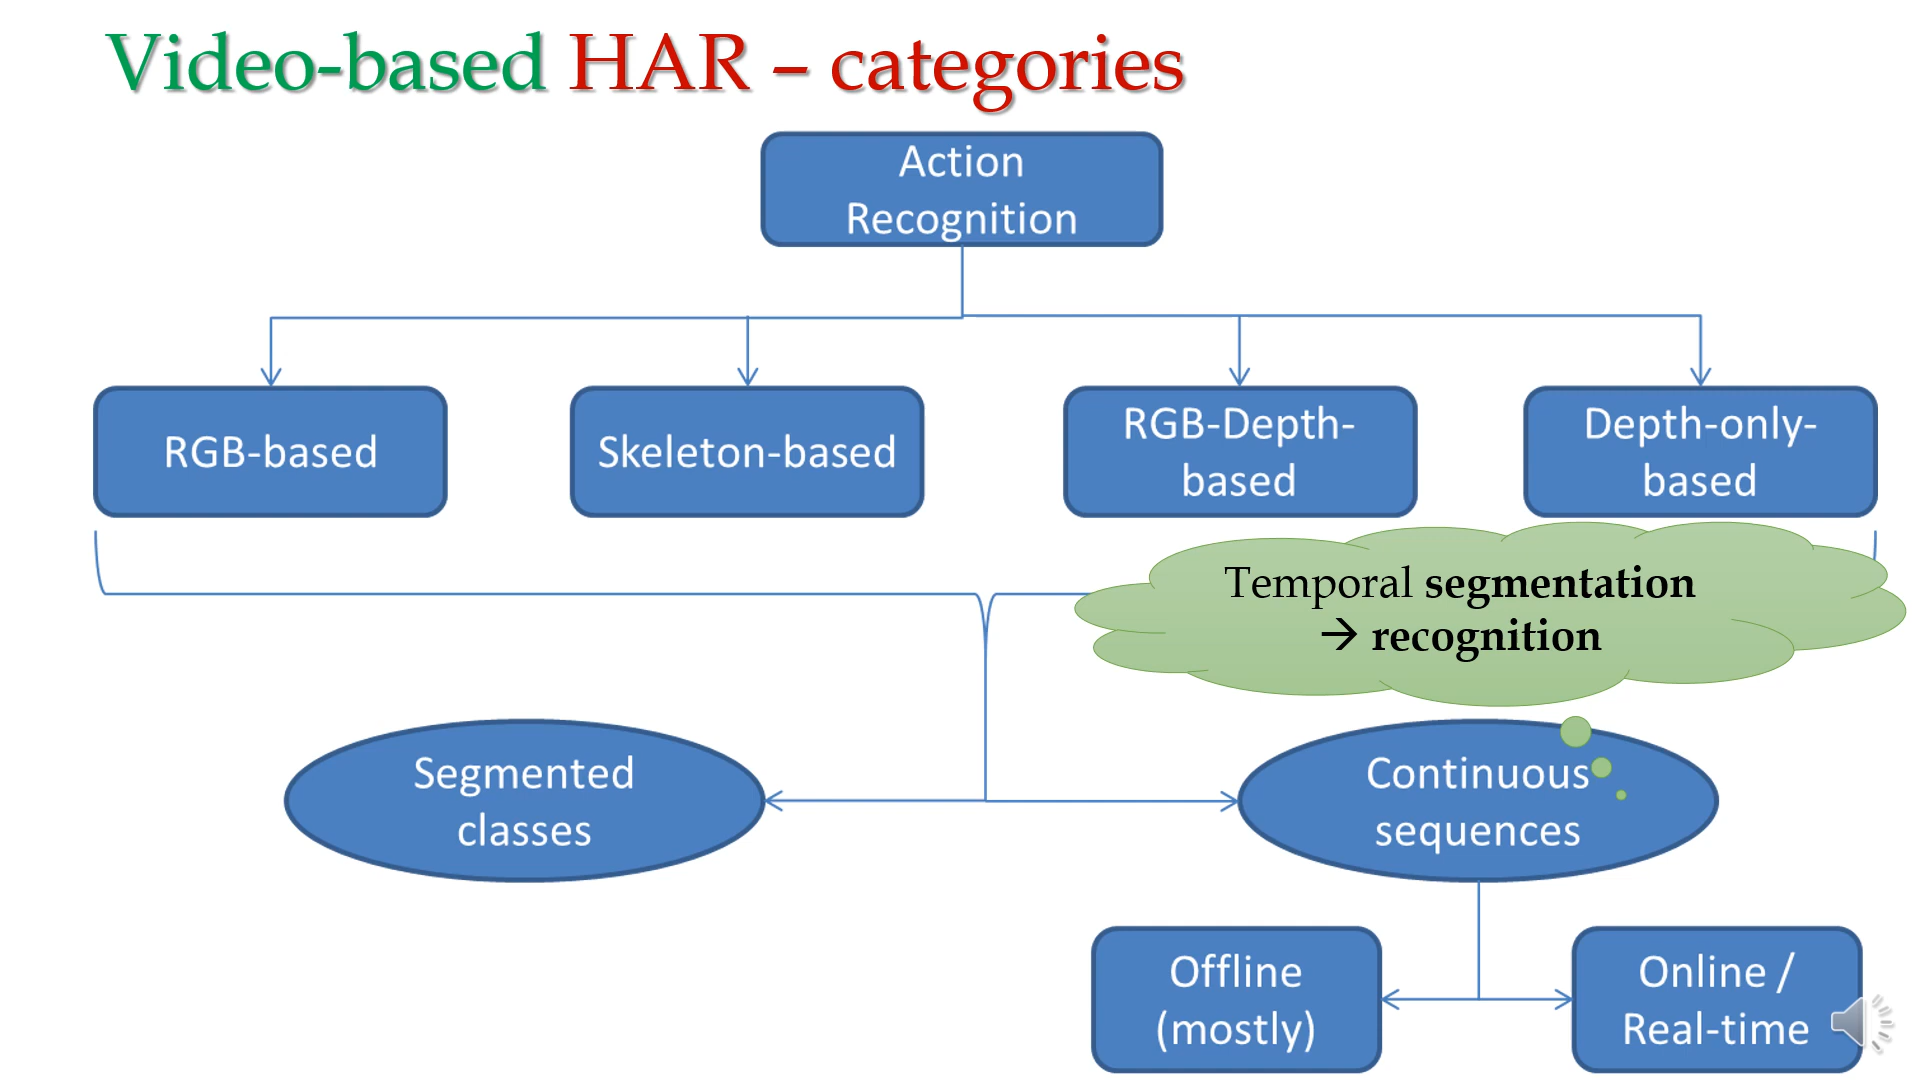 Video-based HAR – categories
Action
Recognition
RGB-based
Skeleton-based
RGB-Depth-
based
Depth-only-
based
Temporal segmentation
→ recognition
Segmented
classes
Continuous
sequences
Offline
(mostly)
Online /
Real-time